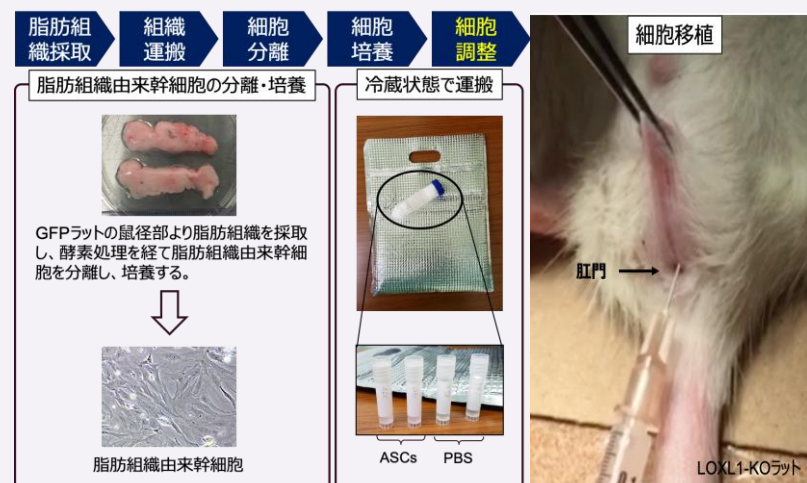 脂肪組
織採取
組織
運搬
細胞
分離
細胞
培養
細胞
調整
脂肪組織由来幹細胞の分離・培養
GFPラットの鼠径部より脂肪組織を採取
し、酵素処理を経て脂肪組織由来幹細
胞を分離し、培養する。
脂肪組織由来幹細胞
冷蔵状態で運搬
ASCs PBS
細胞移植
肛門
LOXL1-KOラット